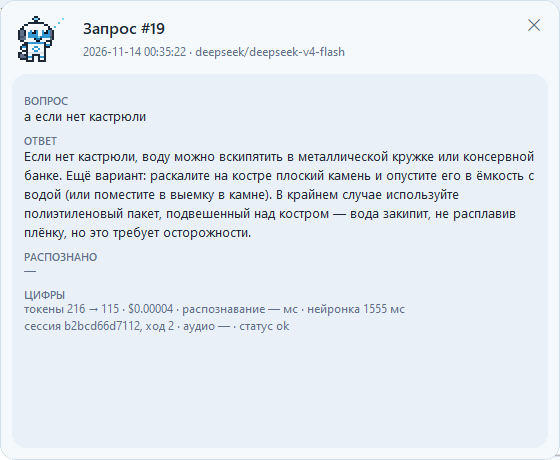 Запрос #19
2026-11-14 00:35:22 · deepseek/deepseek-v4-flash
ВОПРОС
а если нет кастрюли
ОТВЕТ
Если нет кастрюли, воду можно вскипятить в металлической кружке или консервной
банке. Ещё вариант: раскалите на костре плоский камень и опустите его в ёмкость с
водой (или поместите в выемку в камне). В крайнем случае используйте
полиэтиленовый пакет, подвешенный над костром — вода закипит, не расплавив
плёнку, но это требует осторожности.
РАСПОЗНАНО
—
ЦИФРЫ
токены 216 → 115 · $0.00004 · распознавание — мс · нейронка 1555 мс
сессия b2bcd66d7112, ход 2 · аудио — · статус ok